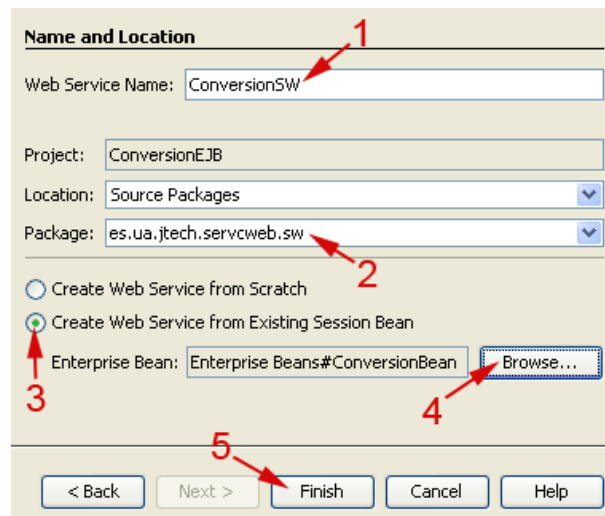 Name and Location
1
Web Service Name: ConversionSW
Project: ConversionEJB
Location: Source Packages
Package: es.ua.jtech.servcweb.sw
2
Create Web Service from Scratch
Create Web Service from Existing Session Bean
Enterprise Bean: Enterprise Beans#ConversionBean Browse...
3
4
5
< Back Next > Finish Cancel Help